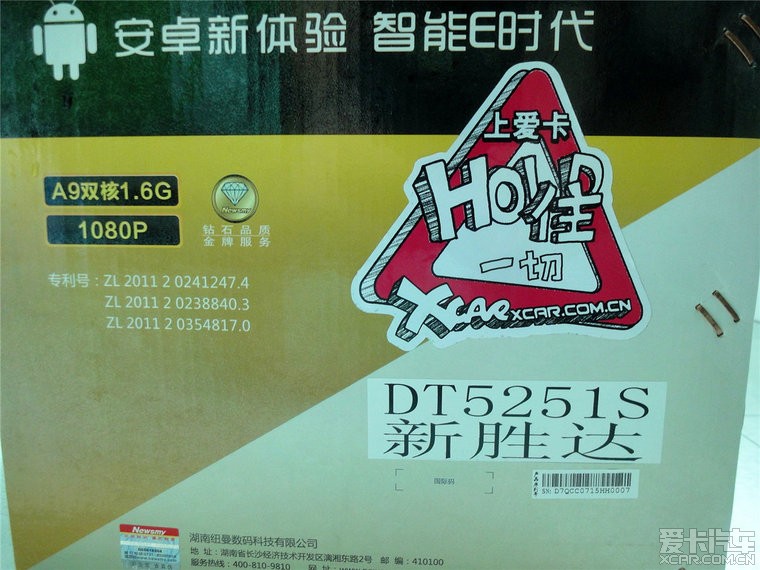 安卓新体验 智能E时代
A9双核1.6G
1080P
Newsmy
钻石品质
金牌服务
专利号：ZL 2011 2 0241247.4
ZL 2011 2 0238840.3
ZL 2011 2 0354817.0
上爱卡
HOLD住
一切
XCAR XCAR.COM.CN
DT5251S
新胜达
国际码
SN: D7QCC0715HH0007
Newsmy
湖南纽曼数码科技有限公司
地 址：湖南省长沙经济技术开发区漓湘东路2号 邮 编：410100
服务热线：400-810-9810 网 址：
爱卡汽车
XCAR.COM.CN